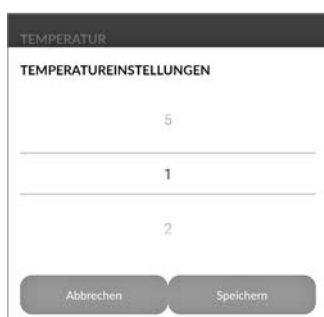 TEMPERATUR
TEMPERATUREINSTELLUNGEN
5
1
2
Abbrechen Speichern